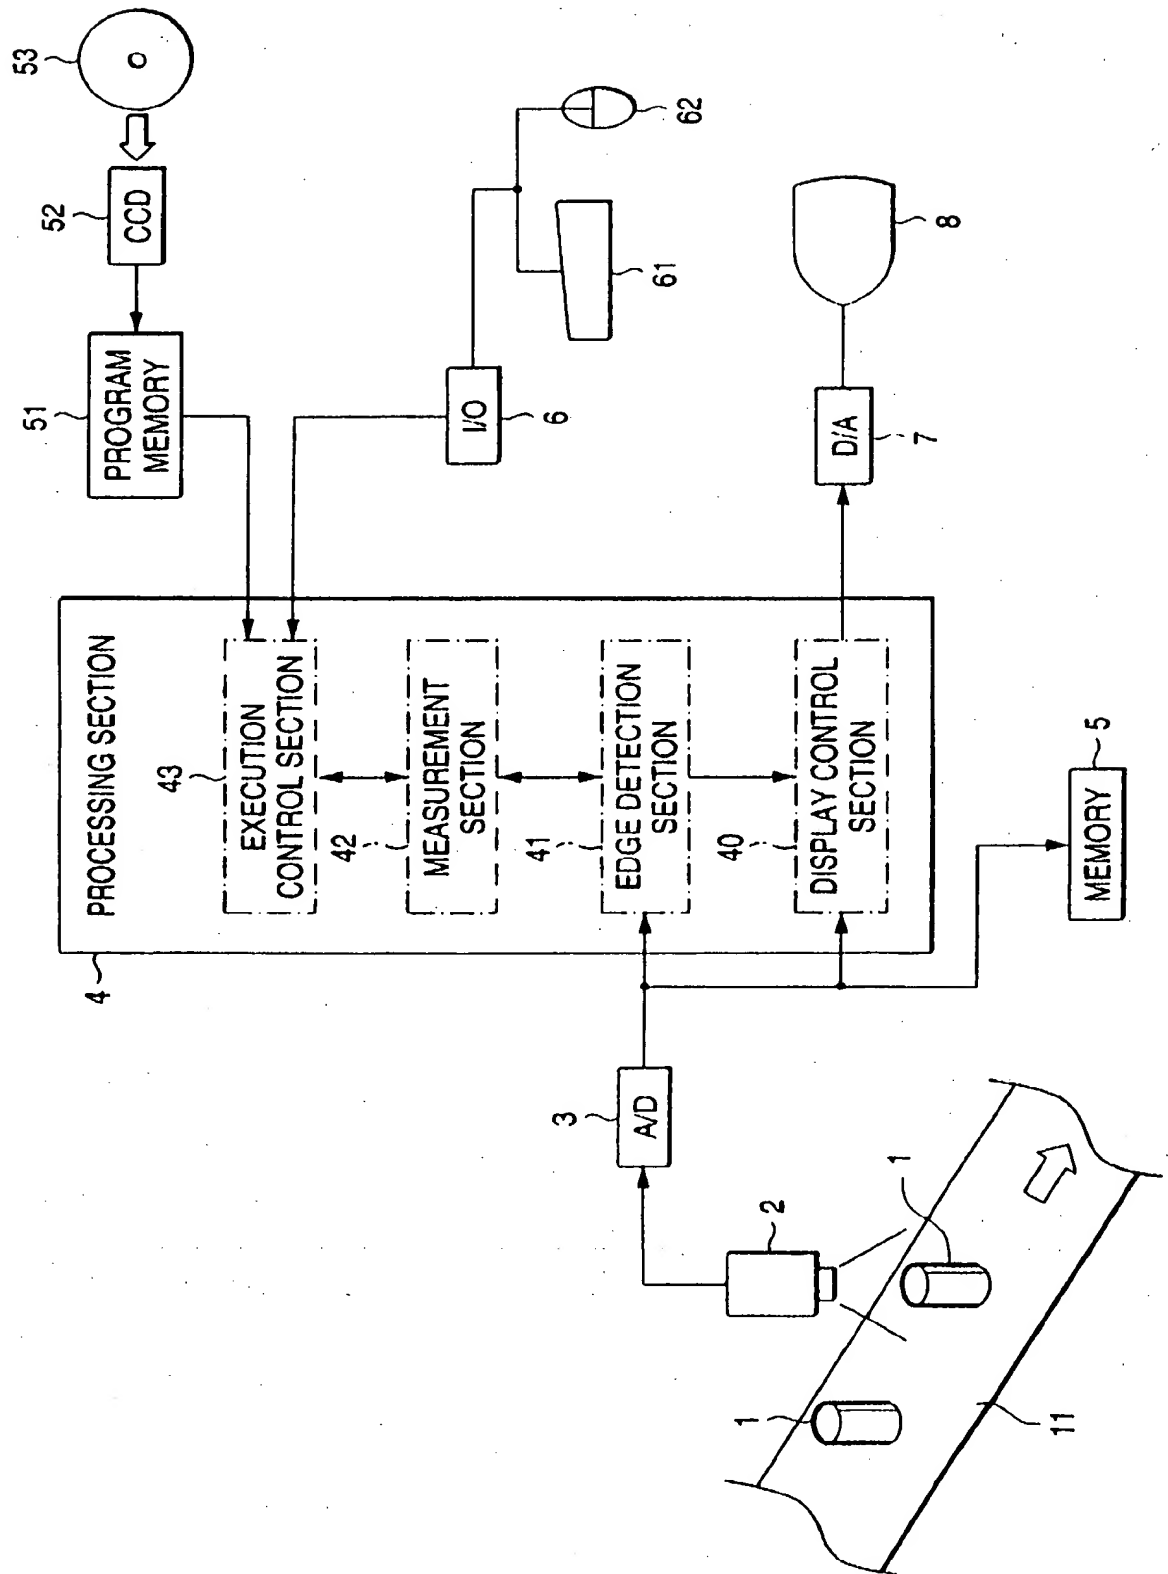 53
52
CCD
51
PROGRAM
MEMORY
62
61
I/O
6
8
D/A
7
PROCESSING SECTION
4
43
EXECUTION
CONTROL SECTION
42
MEASUREMENT
SECTION
41
EDGE DETECTION
SECTION
40
DISPLAY CONTROL
SECTION
5
MEMORY
3
A/D
2
1
1
11